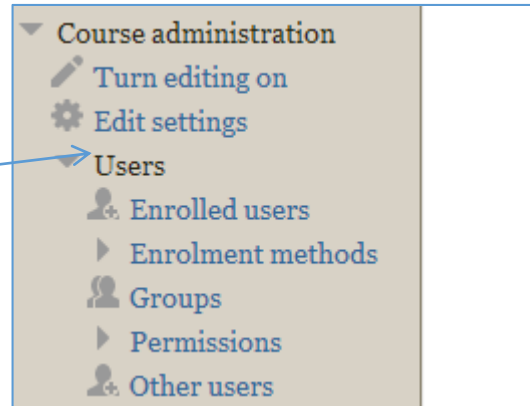 Course administration
Turn editing on
Edit settings
Users
Enrolled users
Enrolment methods
Groups
Permissions
Other users